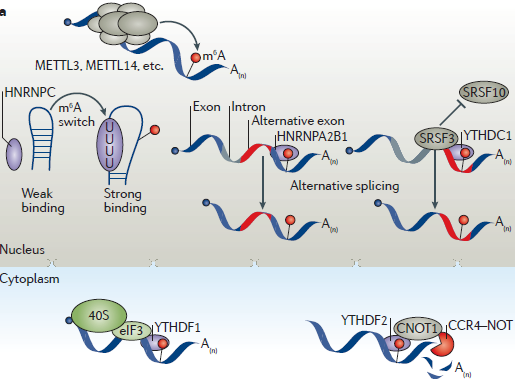 a
METTL3, METTL14, etc.
m⁶A
A(n)
HNRNPC
m⁶A
switch
Weak
binding
Strong
binding
Exon
Intron
Alternative exon
HNRNPA2B1
A(n)
Alternative splicing
A(n)
SRSF10
SRSF3
YTHDC1
A(n)
A(n)
Nucleus
Cytoplasm
40S
eIF3
YTHDF1
A(n)
YTHDF2
CNOT1
CCR4–NOT
A(n)